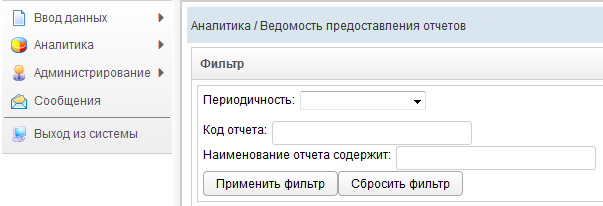 Ввод данных
Аналитика
Администрирование
Сообщения
Выход из системы
Аналитика / Ведомость предоставления отчетов
Фильтр
Периодичность:
Код отчета:
Наименование отчета содержит:
Применить фильтр Сбросить фильтр